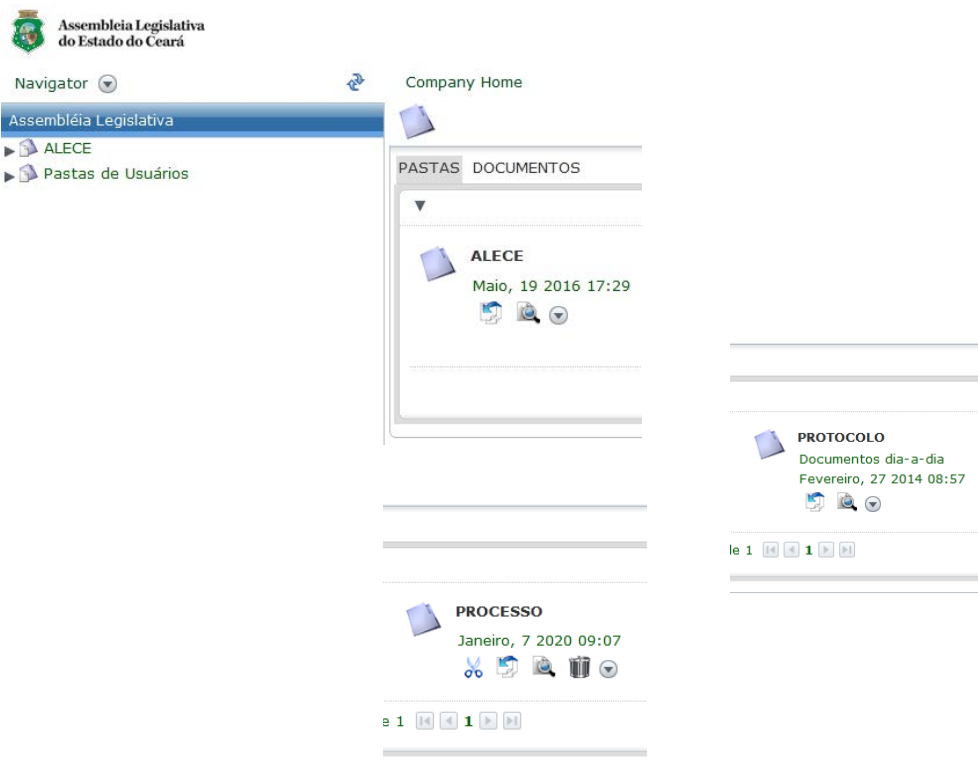 Assembleia Legislativa
do Estado do Ceará
Navigator
Company Home
Assembléia Legislativa
ALECE
Pastas de Usuários
PASTAS DOCUMENTOS
ALECE
Maio, 19 2016 17:29
PROTOCOLO
Documentos dia-a-dia
Fevereiro, 27 2014 08:57
de 1 1
PROCESSO
Janeiro, 7 2020 09:07
e 1 1